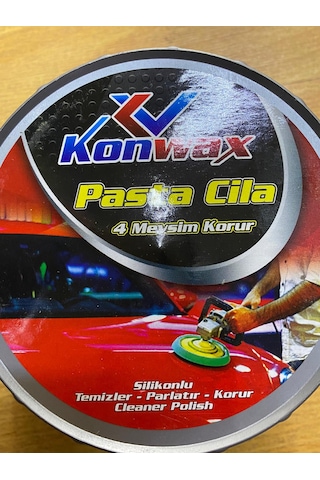 Konwax
Pasta Cila
4 Mevsim Korur
Silikonlu
Temizler - Parlatır - Korur
Cleaner Polish